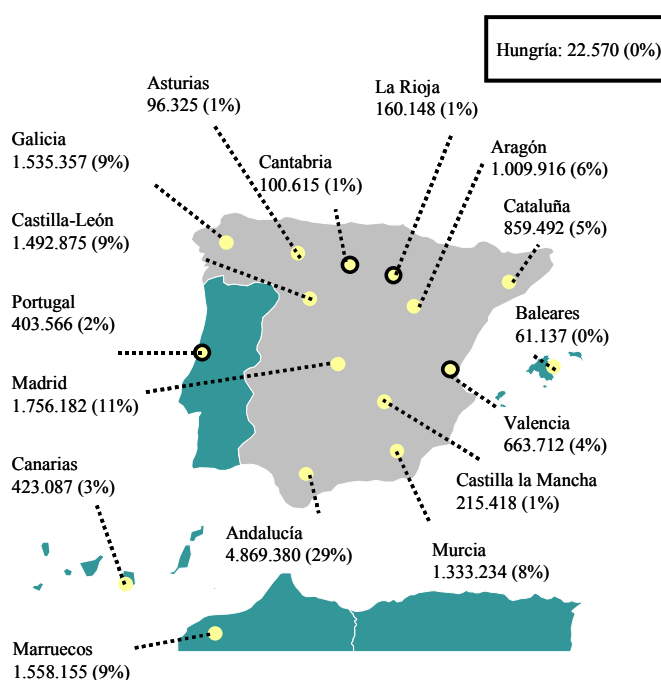 Hungría: 22.570 (0%)
Asturias
96.325 (1%)
La Rioja
160.148 (1%)
Galicia
1.535.357 (9%)
Cantabria
100.615 (1%)
Aragón
1.009.916 (6%)
Castilla-León
1.492.875 (9%)
Cataluña
859.492 (5%)
Portugal
403.566 (2%)
Baleares
61.137 (0%)
Madrid
1.756.182 (11%)
Valencia
663.712 (4%)
Canarias
423.087 (3%)
Castilla la Mancha
215.418 (1%)
Andalucía
4.869.380 (29%)
Murcia
1.333.234 (8%)
Marruecos
1.558.155 (9%)